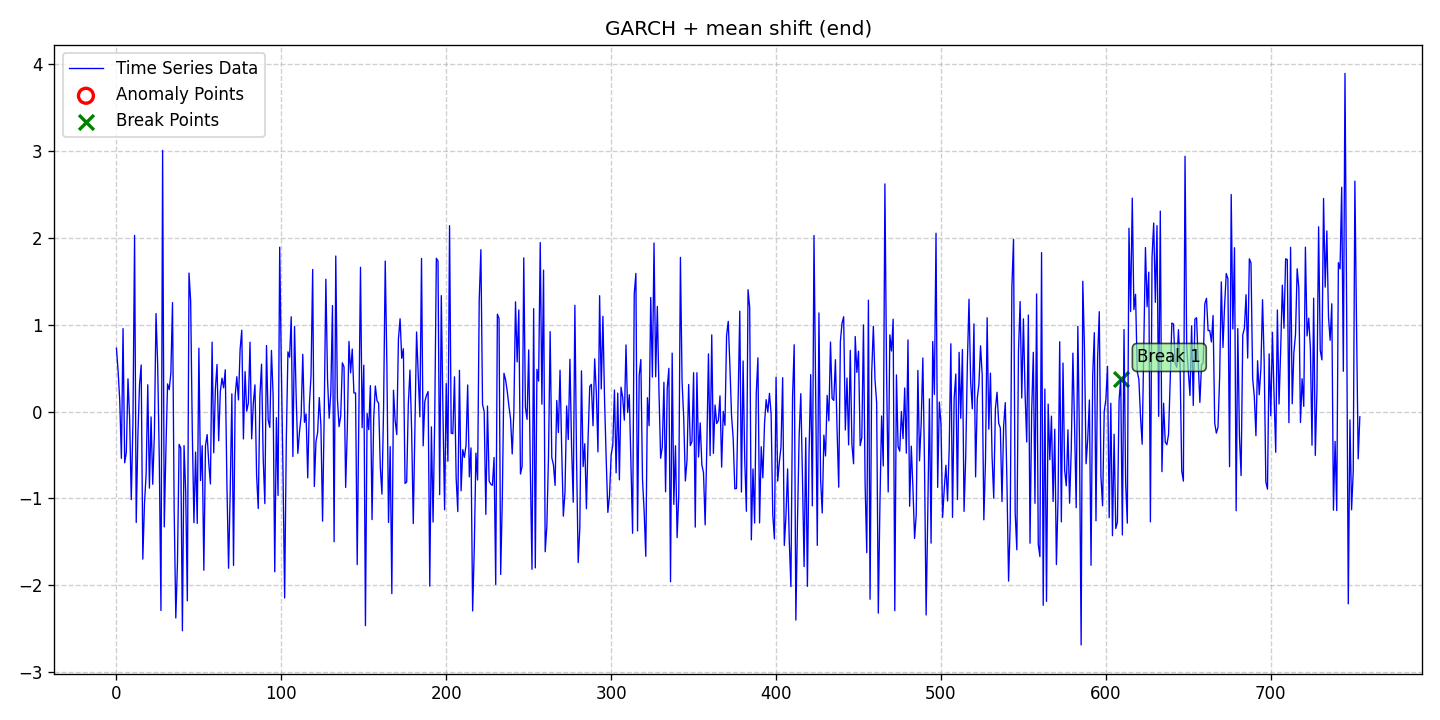 GARCH + mean shift (end)
Time Series Data
Anomaly Points
Break Points
Break 1
4
3
2
1
0
−1
−2
−3
0 100 200 300 400 500 600 700